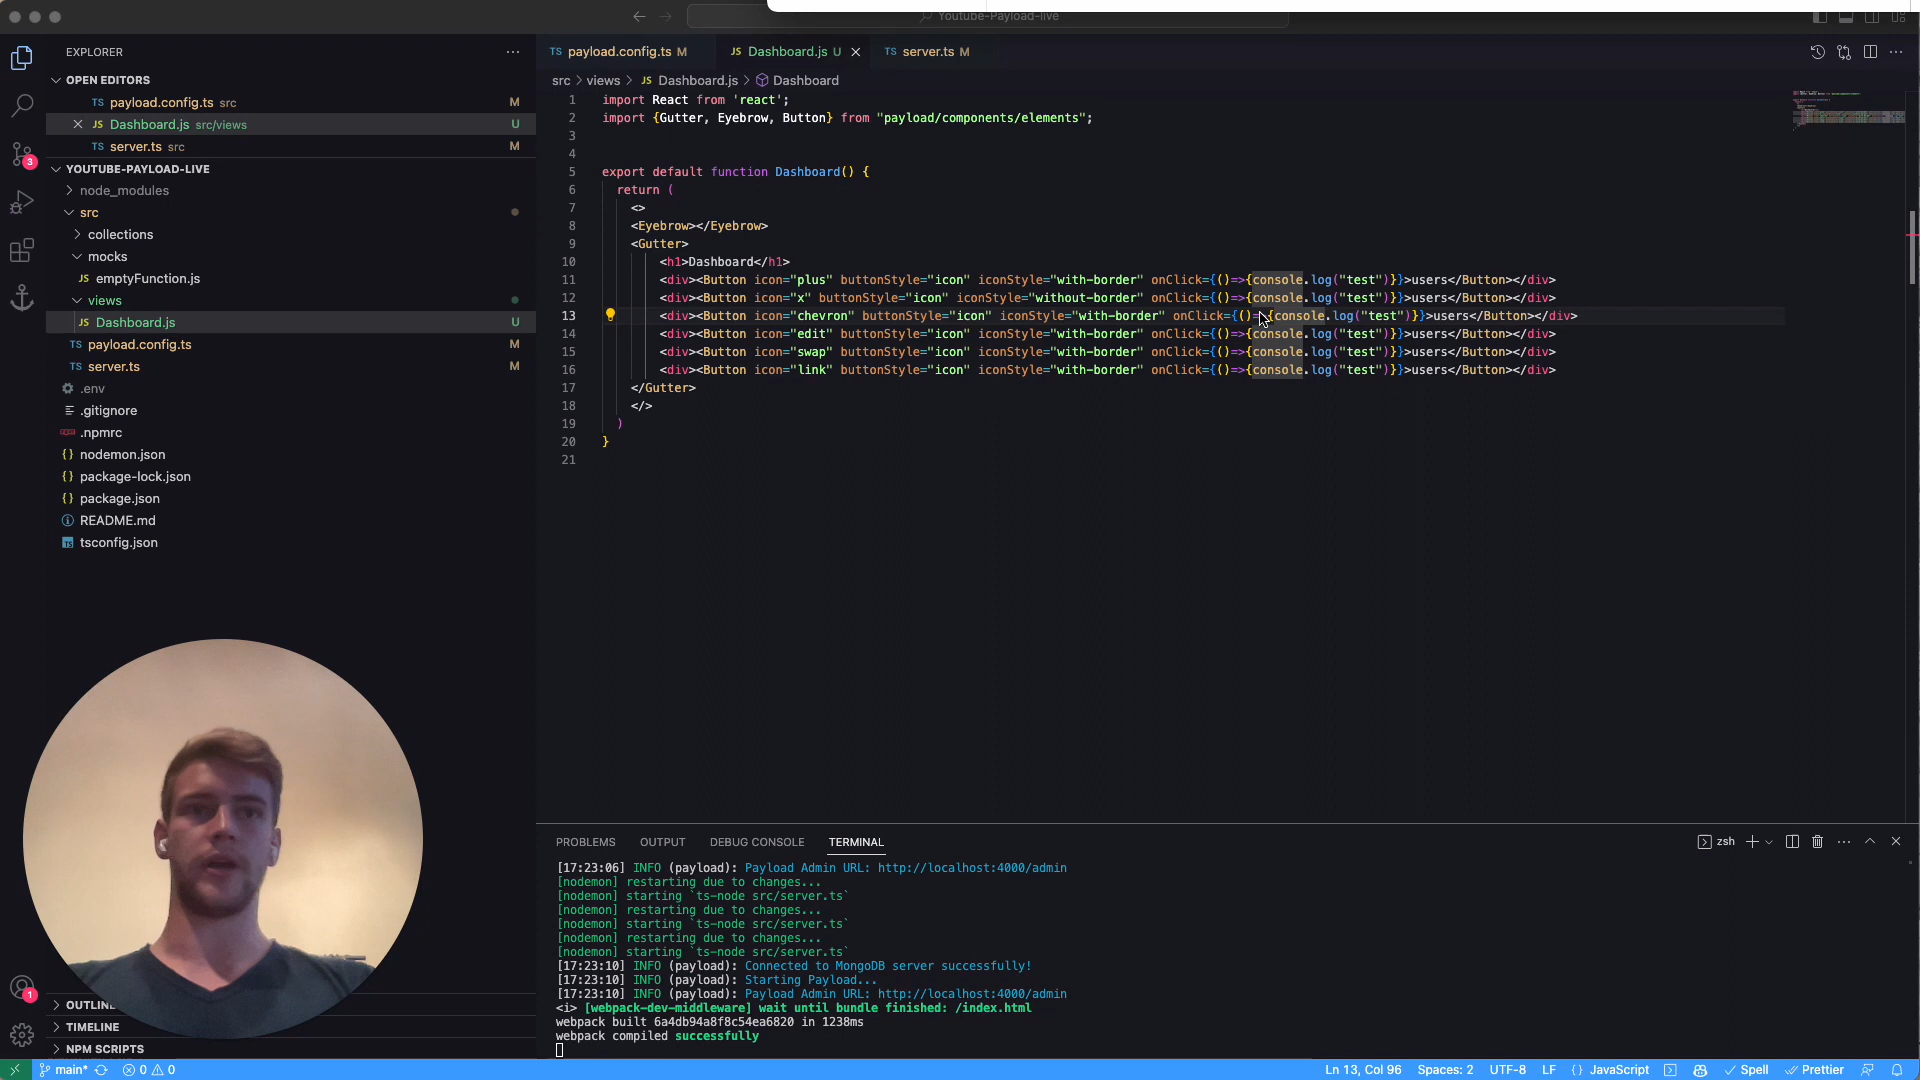 Youtube-Payload-live
EXPLORER
OPEN EDITORS
TS payload.config.ts src M
JS Dashboard.js src/views U
TS server.ts src M
YOUTUBE-PAYLOAD-LIVE
node_modules
src
collections
mocks
JS emptyFunction.js
views
JS Dashboard.js U
TS payload.config.ts M
TS server.ts M
.env
.gitignore
.npmrc
{} nodemon.json
{} package-lock.json
{} package.json
README.md
TS tsconfig.json
3
1
OUTLINE
TIMELINE
NPM SCRIPTS
TS payload.config.ts M JS Dashboard.js U TS server.ts M
src > views > JS Dashboard.js > Dashboard
1 import React from 'react';
2 import {Gutter, Eyebrow, Button} from "payload/components/elements";
3
4
5 export default function Dashboard() {
6 return (
7 <>
8 <Eyebrow></Eyebrow>
9 <Gutter>
10 <h1>Dashboard</h1>
11 <div><Button icon="plus" buttonStyle="icon" iconStyle="with-border" onClick={()=>{console.log("test")}}>users</Button></div>
12 <div><Button icon="x" buttonStyle="icon" iconStyle="without-border" onClick={()=>{console.log("test")}}>users</Button></div>
13 <div><Button icon="chevron" buttonStyle="icon" iconStyle="with-border" onClick={()=>{console.log("test")}}>users</Button></div>
14 <div><Button icon="edit" buttonStyle="icon" iconStyle="with-border" onClick={()=>{console.log("test")}}>users</Button></div>
15 <div><Button icon="swap" buttonStyle="icon" iconStyle="with-border" onClick={()=>{console.log("test")}}>users</Button></div>
16 <div><Button icon="link" buttonStyle="icon" iconStyle="with-border" onClick={()=>{console.log("test")}}>users</Button></div>
17 </Gutter>
18 </>
19 )
20 }
21
PROBLEMS OUTPUT DEBUG CONSOLE TERMINAL zsh
[17:23:06] INFO (payload): Payload Admin URL: http://localhost:4000/admin
[nodemon] restarting due to changes...
[nodemon] starting `ts-node src/server.ts`
[nodemon] restarting due to changes...
[nodemon] starting `ts-node src/server.ts`
[nodemon] restarting due to changes...
[nodemon] starting `ts-node src/server.ts`
[17:23:10] INFO (payload): Connected to MongoDB server successfully!
[17:23:10] INFO (payload): Starting Payload...
[17:23:10] INFO (payload): Payload Admin URL: http://localhost:4000/admin
<i> [webpack-dev-middleware] wait until bundle finished: /index.html
webpack built 6a4db94a8f8c54ea6820 in 1238ms
webpack compiled successfully
main* 0 0 Ln 13, Col 96 Spaces: 2 UTF-8 LF {} JavaScript Spell Prettier